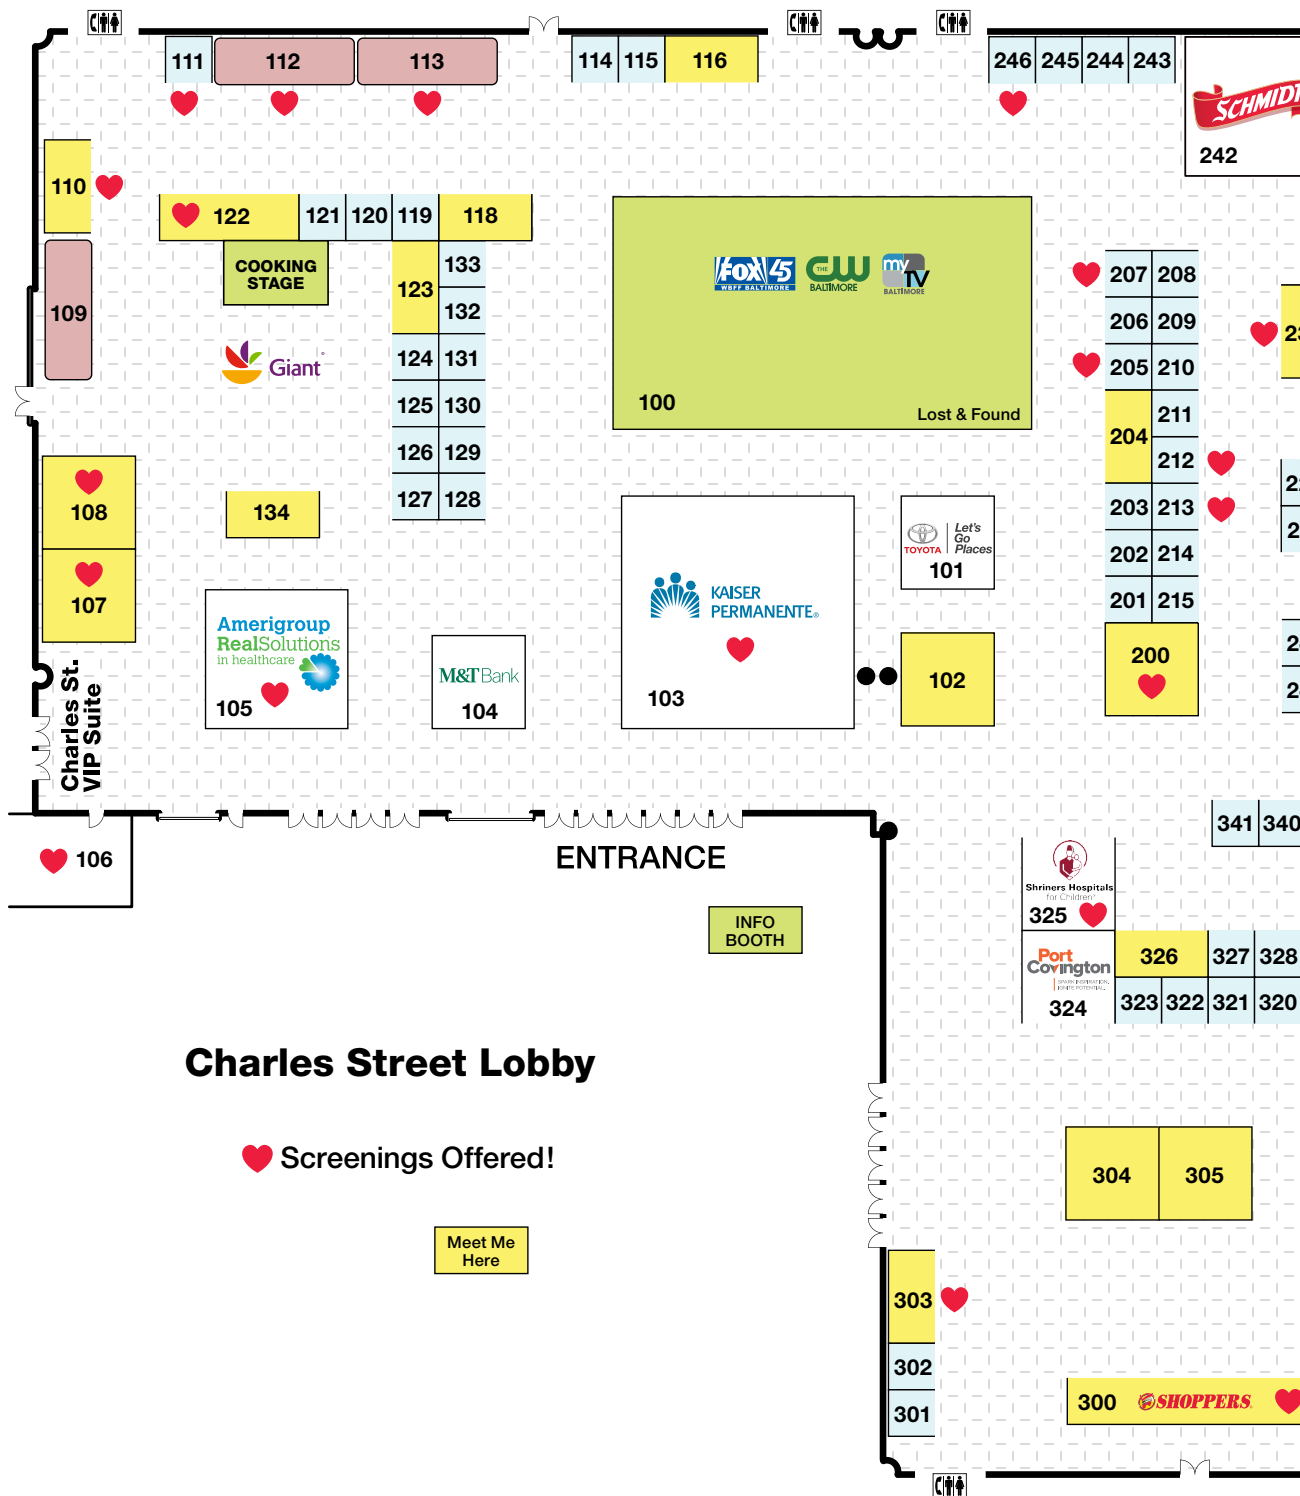 111
112
113
114
115
116
246
245
244
243
SCHMIDT
242
110
122
121
120
119
118
COOKING
STAGE
123
133
132
109
Giant
124
131
125
130
126
129
127
128
134
FOX 45
WBFF BALTIMORE
THE
CW
BALTIMORE
my
TV
BALTIMORE
100
Lost & Found
207
208
206
209
205
210
204
211
212
203
213
202
214
201
215
200
108
107
Amerigroup
RealSolutions
in healthcare
105
M&T Bank
104
KAISER
PERMANENTE®
103
TOYOTA
Let's
Go
Places
101
102
Charles St.
VIP Suite
106
ENTRANCE
INFO
BOOTH
341
340
Shriners Hospitals
for Children
325
Port
Covington
SPARK INSPIRATION.
IGNITE POTENTIAL.
324
326
327
328
323
322
321
320
Charles Street Lobby
Screenings Offered!
Meet Me
Here
304
305
303
302
301
300
SHOPPERS